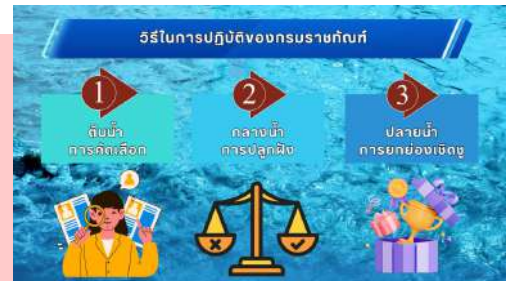 วิธีในการปฏิบัติของกรมราชทัณฑ์
1
ต้นน้ำ
การคัดเลือก
2
กลางน้ำ
การปลูกฝัง
3
ปลายน้ำ
การยกย่องเชิดชู